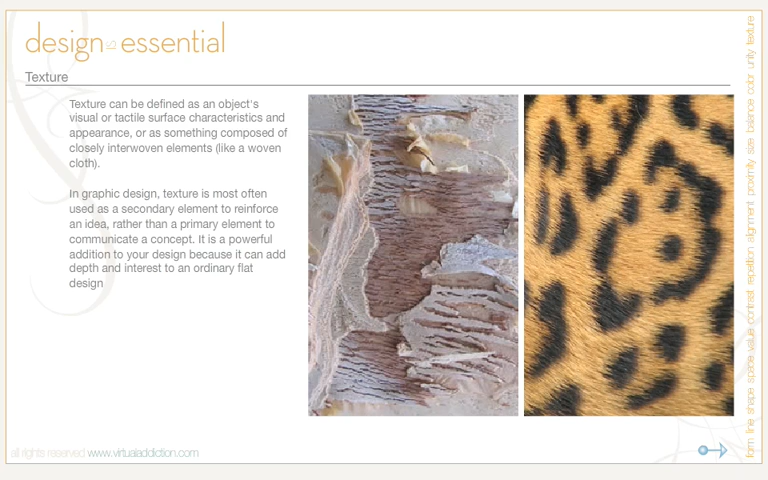 design is essential
Texture
Texture can be defined as an object's
visual or tactile surface characteristics and
appearance, or as something composed of
closely interwoven elements (like a woven
cloth).
In graphic design, texture is most often
used as a secondary element to reinforce
an idea, rather than a primary element to
communicate a concept. It is a powerful
addition to your design because it can add
depth and interest to an ordinary flat
design
form line shape space value contrast repetition alignment proximity size balance color unity texture
all rights reserved www.virtualaddiction.com